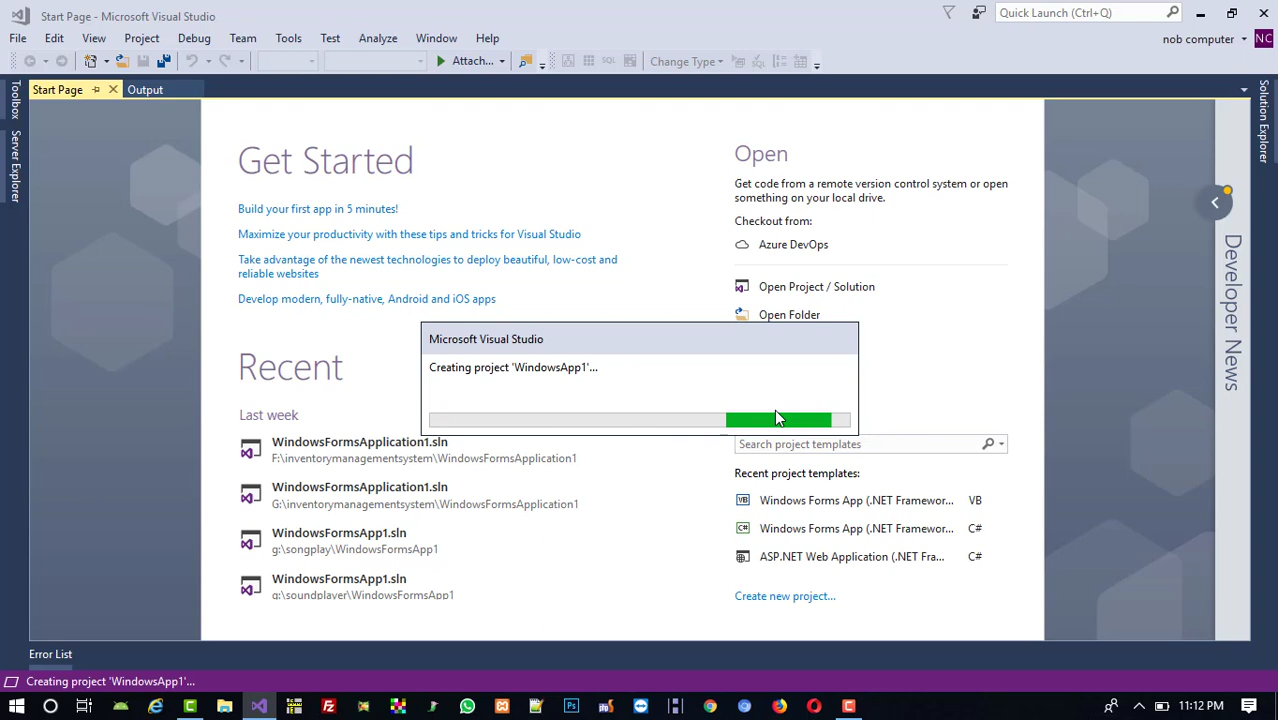 Start Page - Microsoft Visual Studio
Quick Launch (Ctrl+Q)
File Edit View Project Debug Team Tools Test Analyze Window Help
nob computer NC
Attach...
SQL
Change Type
Start Page
Output
Toolbox
Server Explorer
Solution Explorer
Developer News
Get Started
Build your first app in 5 minutes!
Maximize your productivity with these tips and tricks for Visual Studio
Take advantage of the newest technologies to deploy beautiful, low-cost and
reliable websites
Develop modern, fully-native, Android and iOS apps
Recent
Last week
WindowsFormsApplication1.sln
F:\inventorymanagementsystem\WindowsFormsApplication1
WindowsFormsApplication1.sln
G:\inventorymanagementsystem\WindowsFormsApplication1
WindowsFormsApp1.sln
g:\songplay\WindowsFormsApp1
WindowsFormsApp1.sln
g:\soundplayer\WindowsFormsApp1
Open
Get code from a remote version control system or open
something on your local drive.
Checkout from:
Azure DevOps
Open Project / Solution
Open Folder
Microsoft Visual Studio
Creating project 'WindowsApp1'...
Search project templates
Recent project templates:
VB Windows Forms App (.NET Framewor... VB
C# Windows Forms App (.NET Framewor... C#
ASP.NET Web Application (.NET Fra... C#
Create new project...
Error List
Creating project 'WindowsApp1'...
11:12 PM